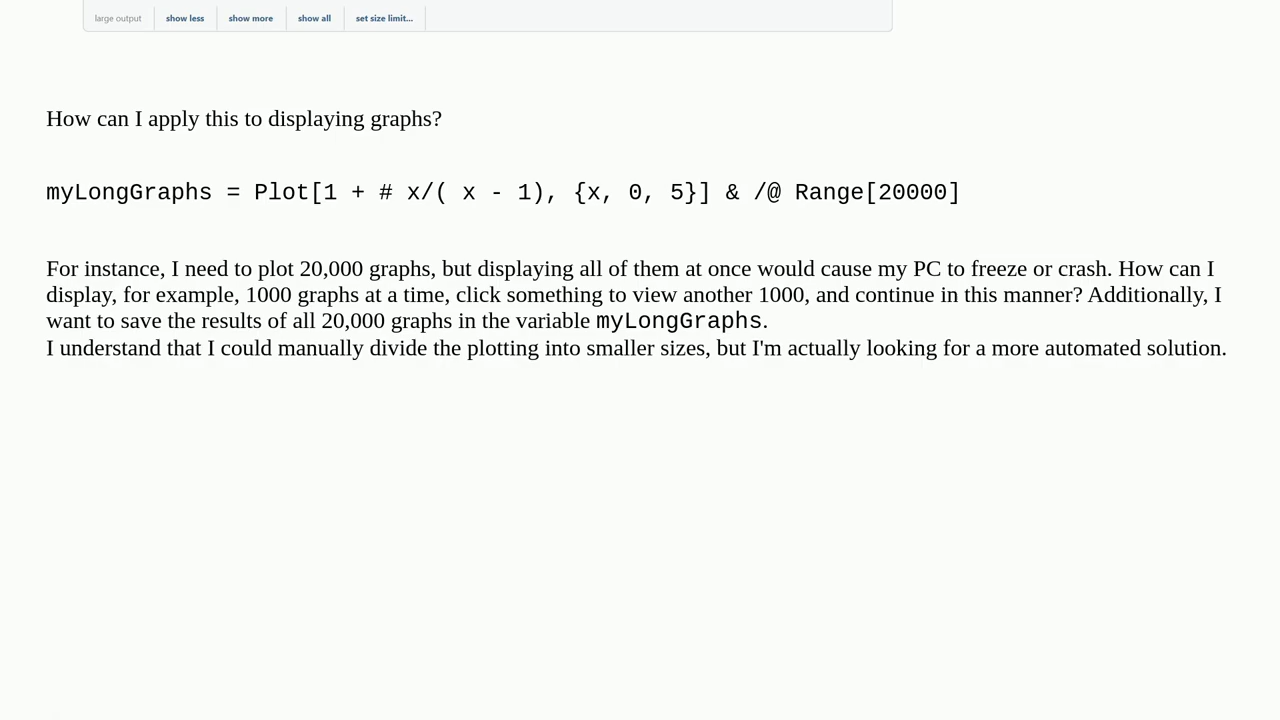 large output show less show more show all set size limit...
How can I apply this to displaying graphs?
myLongGraphs = Plot[1 + # x/( x - 1), {x, 0, 5}] & /@ Range[20000]
For instance, I need to plot 20,000 graphs, but displaying all of them at once would cause my PC to freeze or crash. How can I
display, for example, 1000 graphs at a time, click something to view another 1000, and continue in this manner? Additionally, I
want to save the results of all 20,000 graphs in the variable myLongGraphs.
I understand that I could manually divide the plotting into smaller sizes, but I'm actually looking for a more automated solution.